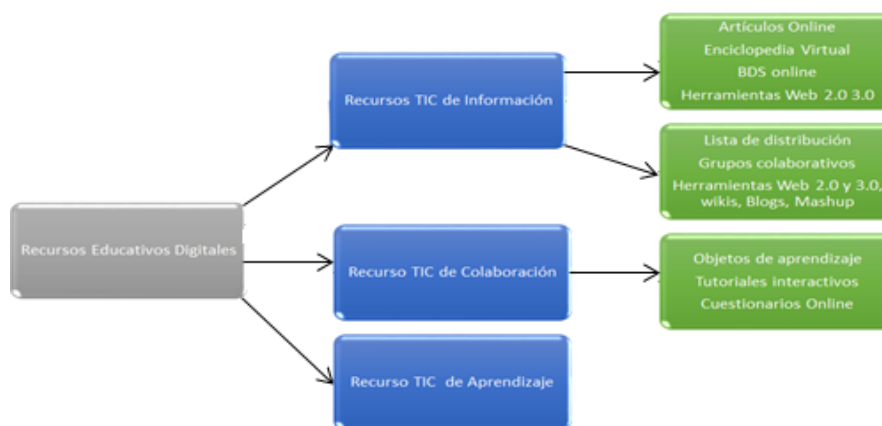 Recursos Educativos Digitales
Recursos TIC de Información
Recurso TIC de Colaboración
Recurso TIC de Aprendizaje
Artículos Online
Enciclopedia Virtual
BDS online
Herramientas Web 2.0 3.0
Lista de distribución
Grupos colaborativos
Herramientas Web 2.0 y 3.0,
wikis, Blogs, Mashup
Objetos de aprendizaje
Tutoriales interactivos
Cuestionarios Online